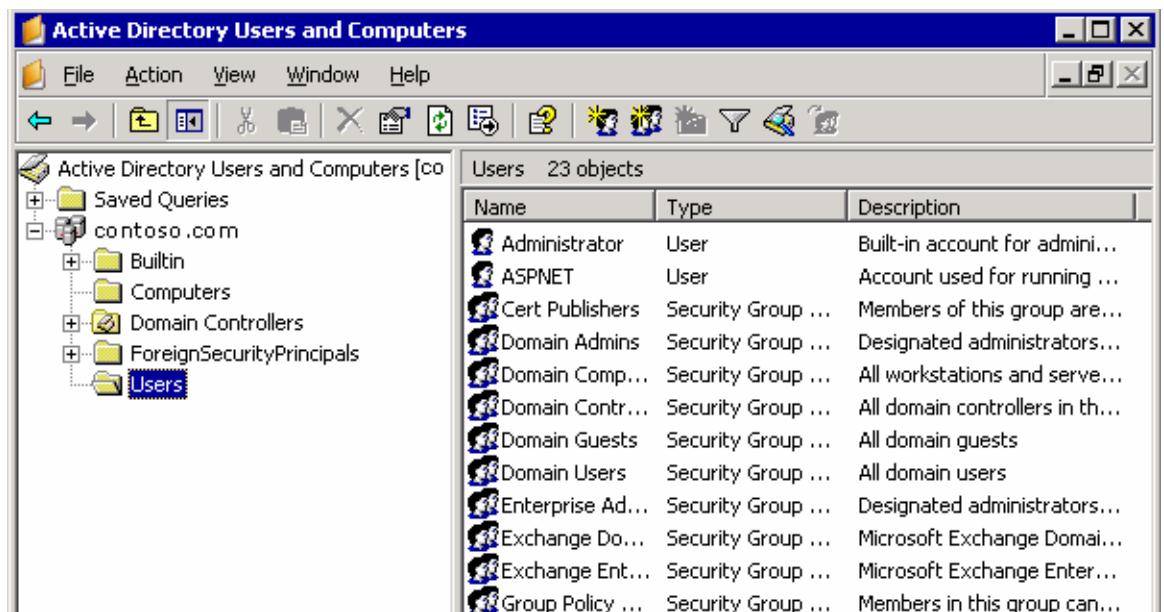 Active Directory Users and Computers
File Action View Window Help
Active Directory Users and Computers [co
Saved Queries
contoso.com
Builtin
Computers
Domain Controllers
ForeignSecurityPrincipals
Users
Users 23 objects
Name Type Description
Administrator User Built-in account for admini...
ASPNET User Account used for running ...
Cert Publishers Security Group ... Members of this group are...
Domain Admins Security Group ... Designated administrators...
Domain Comp... Security Group ... All workstations and serve...
Domain Contr... Security Group ... All domain controllers in th...
Domain Guests Security Group ... All domain guests
Domain Users Security Group ... All domain users
Enterprise Ad... Security Group ... Designated administrators...
Exchange Do... Security Group ... Microsoft Exchange Domai...
Exchange Ent... Security Group ... Microsoft Exchange Enter...
Group Policy ... Security Group ... Members in this group can...